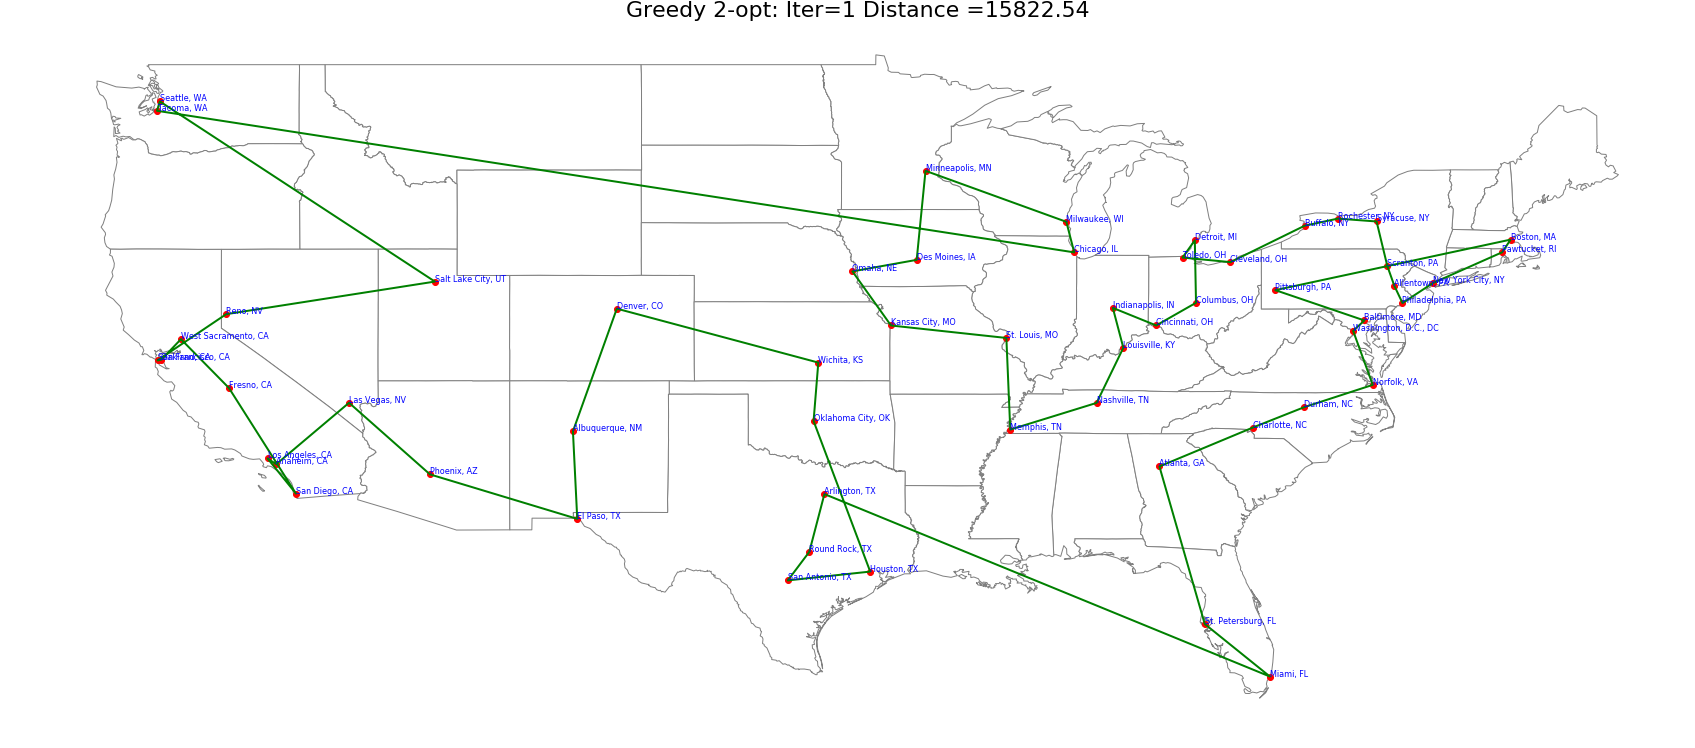 Greedy 2-opt: Iter=1 Distance =15822.54
Seattle, WA
Tacoma, WA
Minneapolis, MN
Milwaukee, WI
Rochester, NY
Syracuse, NY
Buffalo, NY
Detroit, MI
Boston, MA
Pawtucket, RI
Chicago, IL
Toledo, OH
Cleveland, OH
Des Moines, IA
Omaha, NE
Scranton, PA
Salt Lake City, UT
New York City, NY
Allentown, PA
Pittsburgh, PA
Philadelphia, PA
Columbus, OH
Denver, CO
Indianapolis, IN
Reno, NV
Baltimore, MD
Kansas City, MO
Cincinnati, OH
Washington, D.C., DC
West Sacramento, CA
St. Louis, MO
Louisville, KY
Wichita, KS
Fresno, CA
Norfolk, VA
Las Vegas, NV
Nashville, TN
Durham, NC
Oklahoma City, OK
Charlotte, NC
Albuquerque, NM
Memphis, TN
Los Angeles, CA
Anaheim, CA
Atlanta, GA
Phoenix, AZ
San Diego, CA
Arlington, TX
El Paso, TX
Round Rock, TX
Houston, TX
San Antonio, TX
St. Petersburg, FL
Miami, FL